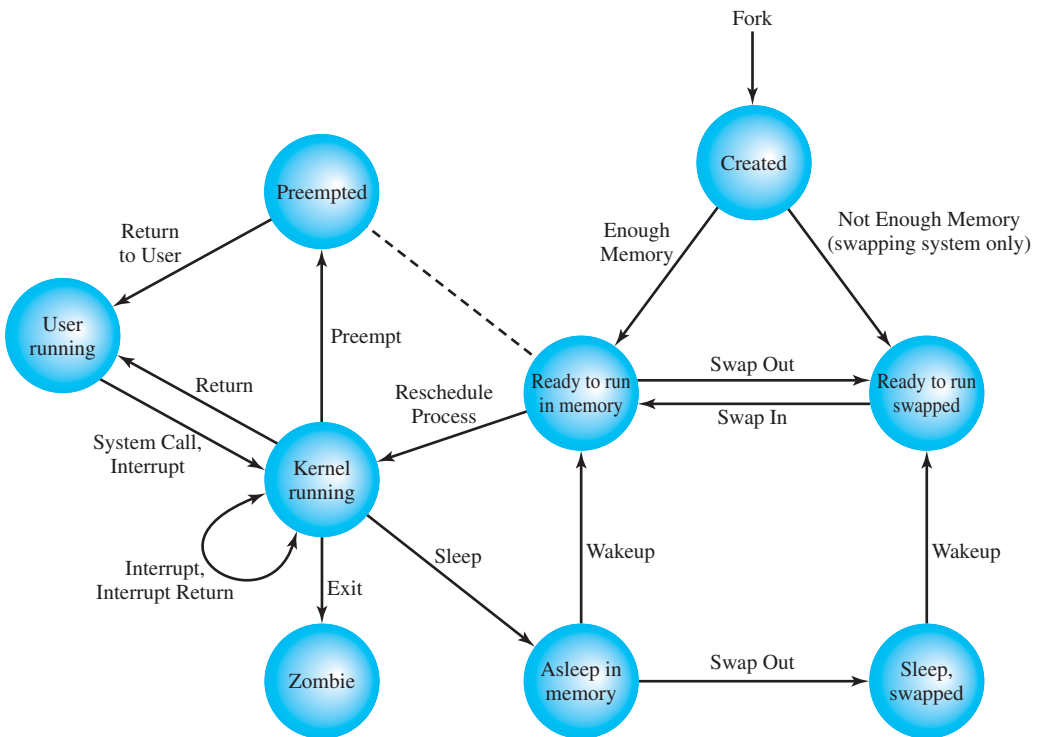 Fork
Created
Preempted
Return
to User
Enough
Memory
Not Enough Memory
(swapping system only)
User
running
Preempt
Return
Reschedule
Process
Ready to run
in memory
Swap Out
Swap In
Ready to run
swapped
System Call,
Interrupt
Kernel
running
Interrupt,
Interrupt Return
Sleep
Wakeup
Wakeup
Exit
Zombie
Asleep in
memory
Swap Out
Sleep,
swapped